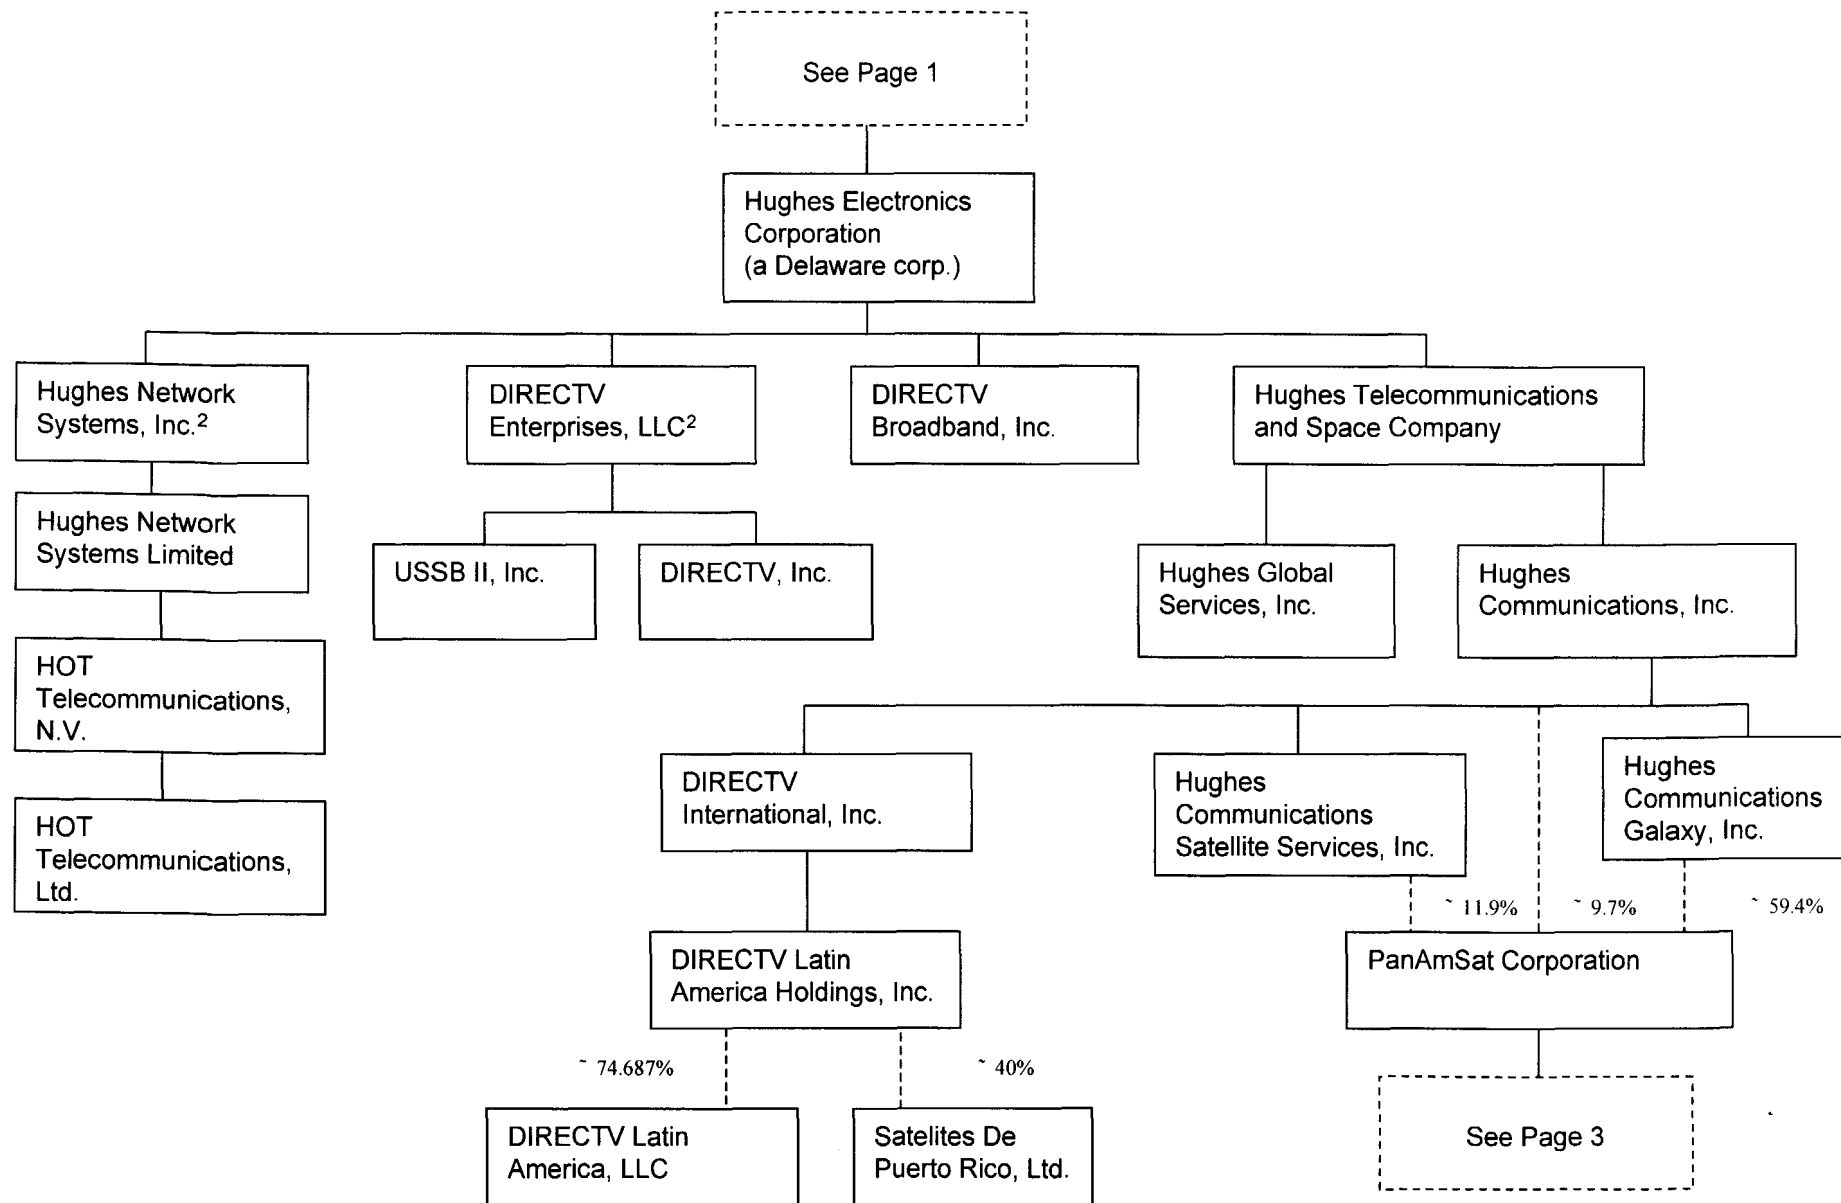 See Page 1
Hughes Electronics
Corporation
(a Delaware corp.)
Hughes Network
Systems, Inc.²
DIRECTV
Enterprises, LLC²
DIRECTV
Broadband, Inc.
Hughes Telecommunications
and Space Company
Hughes Network
Systems Limited
USSB II, Inc.
DIRECTV, Inc.
Hughes Global
Services, Inc.
Hughes
Communications, Inc.
HOT
Telecommunications,
N.V.
DIRECTV
International, Inc.
Hughes
Communications
Satellite Services, Inc.
Hughes
Communications
Galaxy, Inc.
HOT
Telecommunications,
Ltd.
~ 11.9%
~ 9.7%
~ 59.4%
DIRECTV Latin
America Holdings, Inc.
PanAmSat Corporation
~ 74.687%
~ 40%
DIRECTV Latin
America, LLC
Satelites De
Puerto Rico, Ltd.
See Page 3